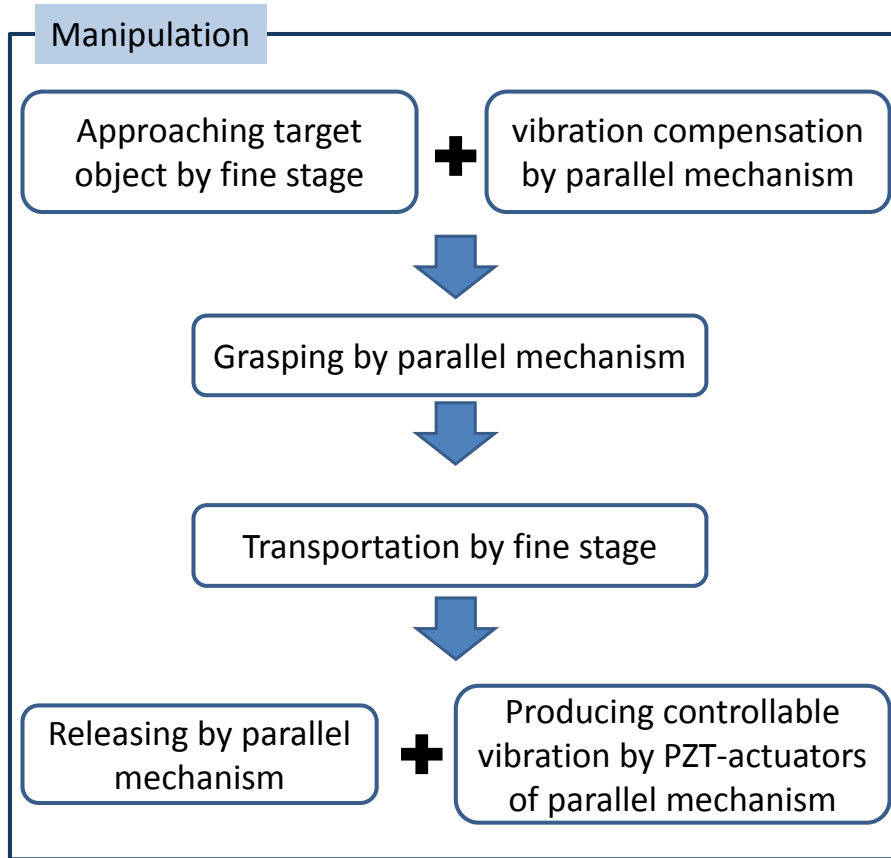 Manipulation
Approaching target
object by fine stage
vibration compensation
by parallel mechanism
Grasping by parallel mechanism
Transportation by fine stage
Releasing by parallel
mechanism
Producing controllable
vibration by PZT-actuators
of parallel mechanism